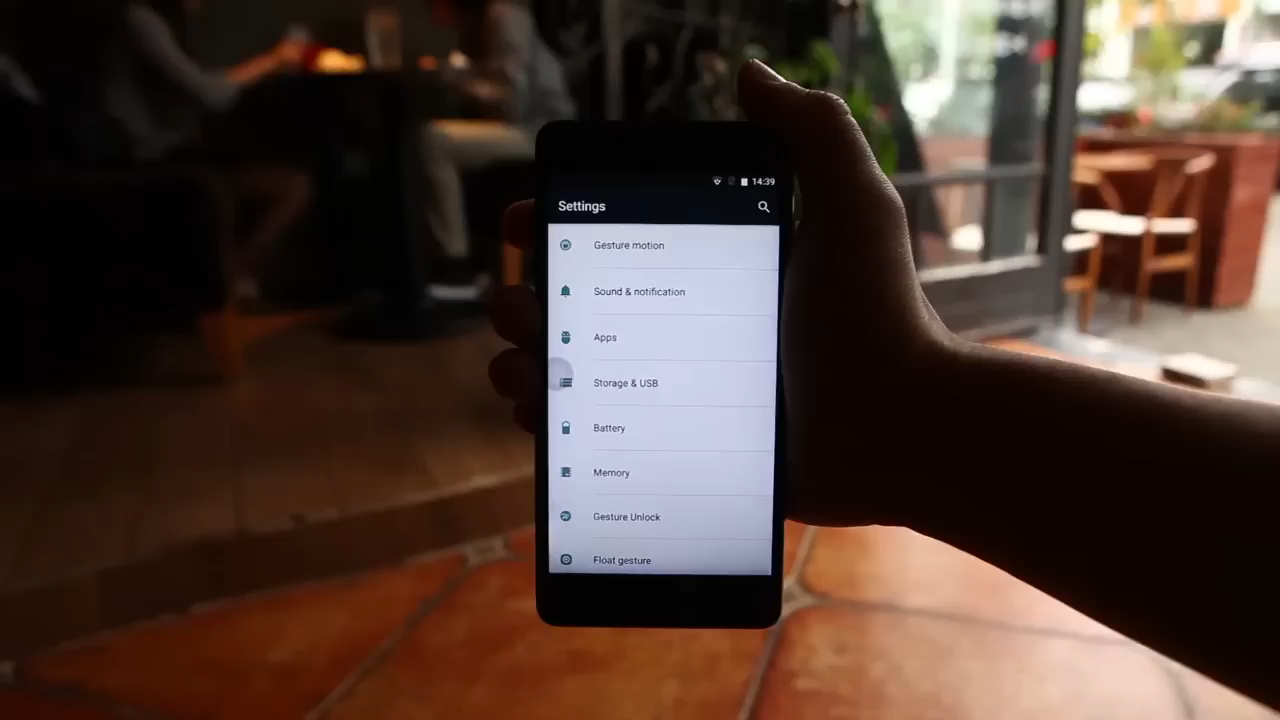 14:39
Settings
Gesture motion
Sound & notification
Apps
Storage & USB
Battery
Memory
Gesture Unlock
Float gesture